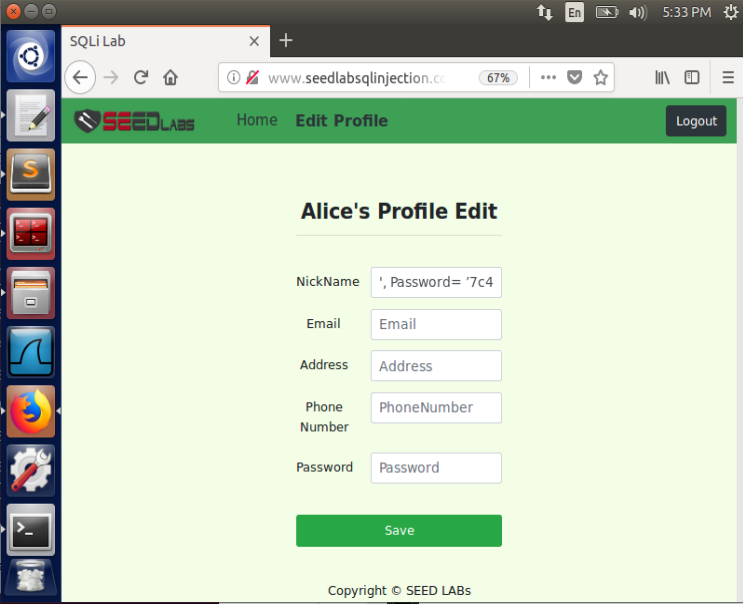 En 5:33 PM
SQLi Lab
www.seedlabsqlinjection.co 67%
SEEDLABS Home Edit Profile Logout
Alice's Profile Edit
NickName ', Password= '7c4
Email Email
Address Address
Phone Number PhoneNumber
Password Password
Save
Copyright © SEED LABs